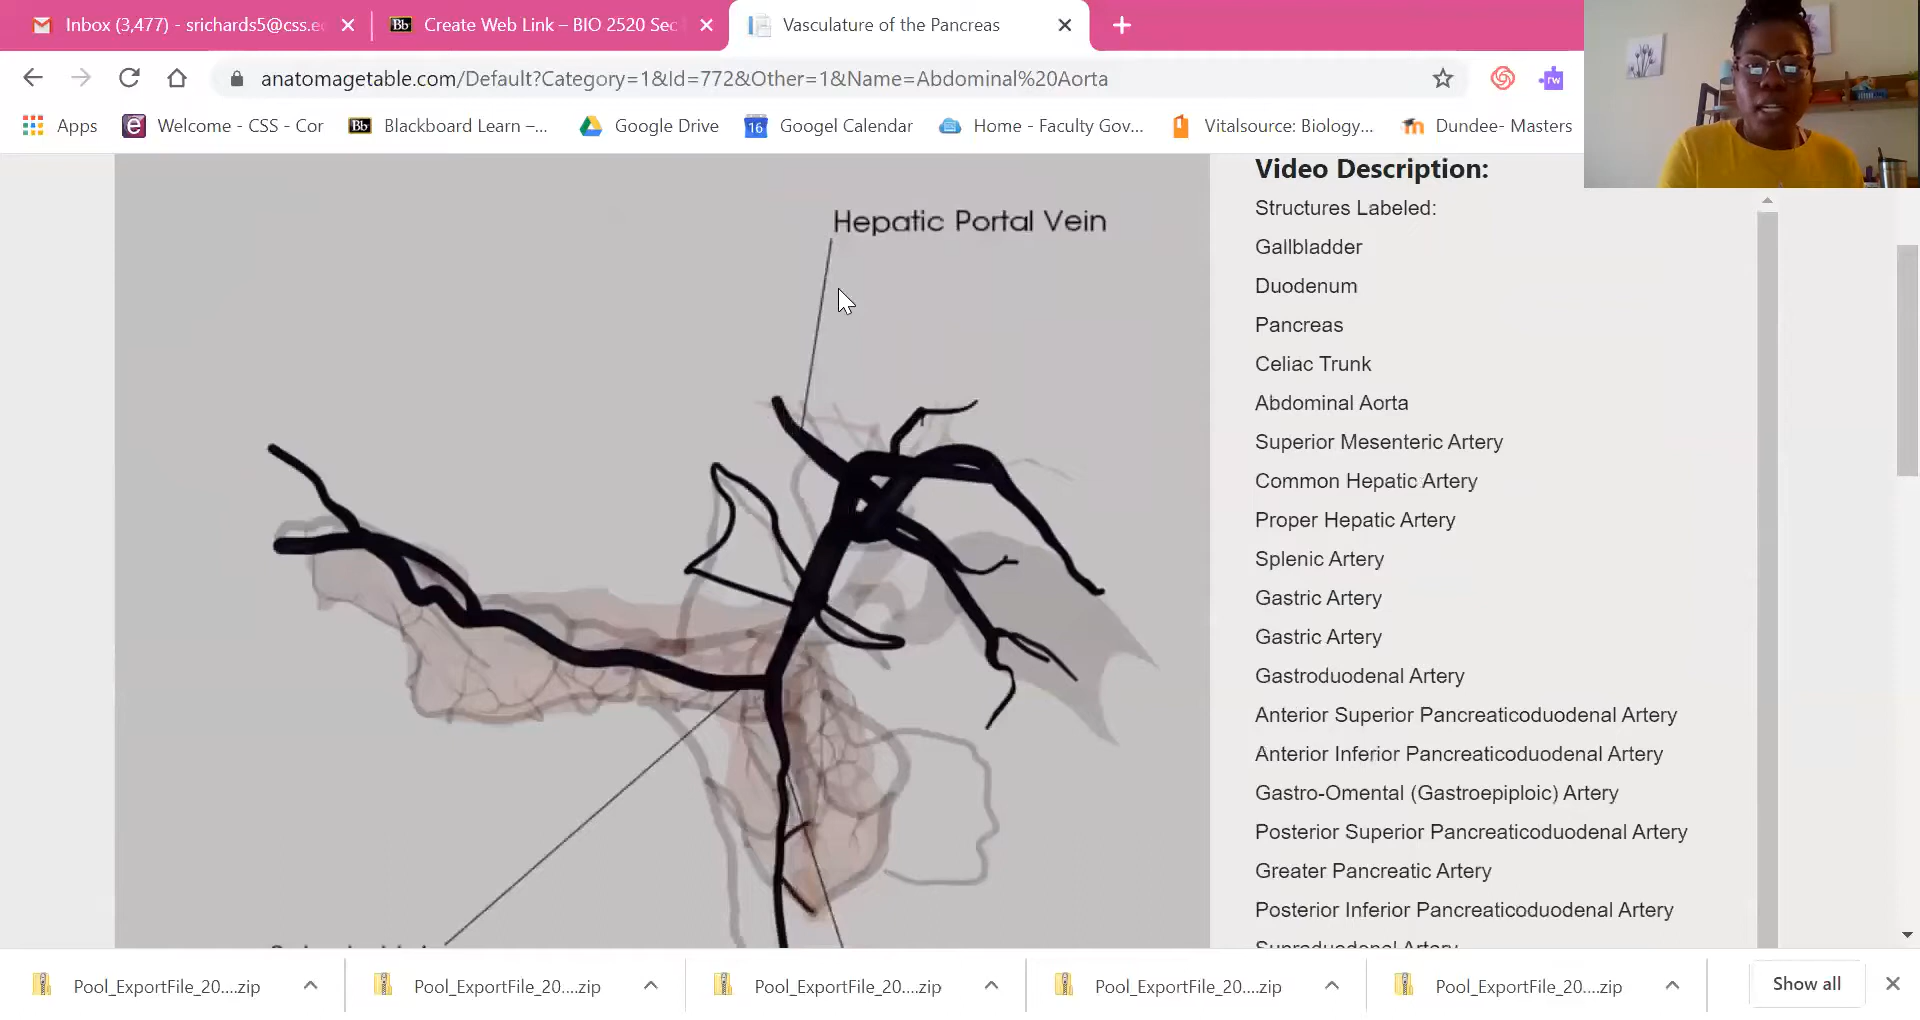 Inbox (3,477) - srichards5@css.e
Create Web Link – BIO 2520 Sec
Vasculature of the Pancreas
anatomagetable.com/Default?Category=1&Id=772&Other=1&Name=Abdominal%20Aorta
rw
Apps
Welcome - CSS - Cor
Bb
Blackboard Learn –...
Google Drive
16
Googel Calendar
Home - Faculty Gov...
Vitalsource: Biology...
Dundee- Masters
Hepatic Portal Vein
Video Description:
Structures Labeled:
Gallbladder
Duodenum
Pancreas
Celiac Trunk
Abdominal Aorta
Superior Mesenteric Artery
Common Hepatic Artery
Proper Hepatic Artery
Splenic Artery
Gastric Artery
Gastric Artery
Gastroduodenal Artery
Anterior Superior Pancreaticoduodenal Artery
Anterior Inferior Pancreaticoduodenal Artery
Gastro-Omental (Gastroepiploic) Artery
Posterior Superior Pancreaticoduodenal Artery
Greater Pancreatic Artery
Posterior Inferior Pancreaticoduodenal Artery
Supraduodenal Artery
Pool_ExportFile_20....zip
Pool_ExportFile_20....zip
Pool_ExportFile_20....zip
Pool_ExportFile_20....zip
Pool_ExportFile_20....zip
Show all